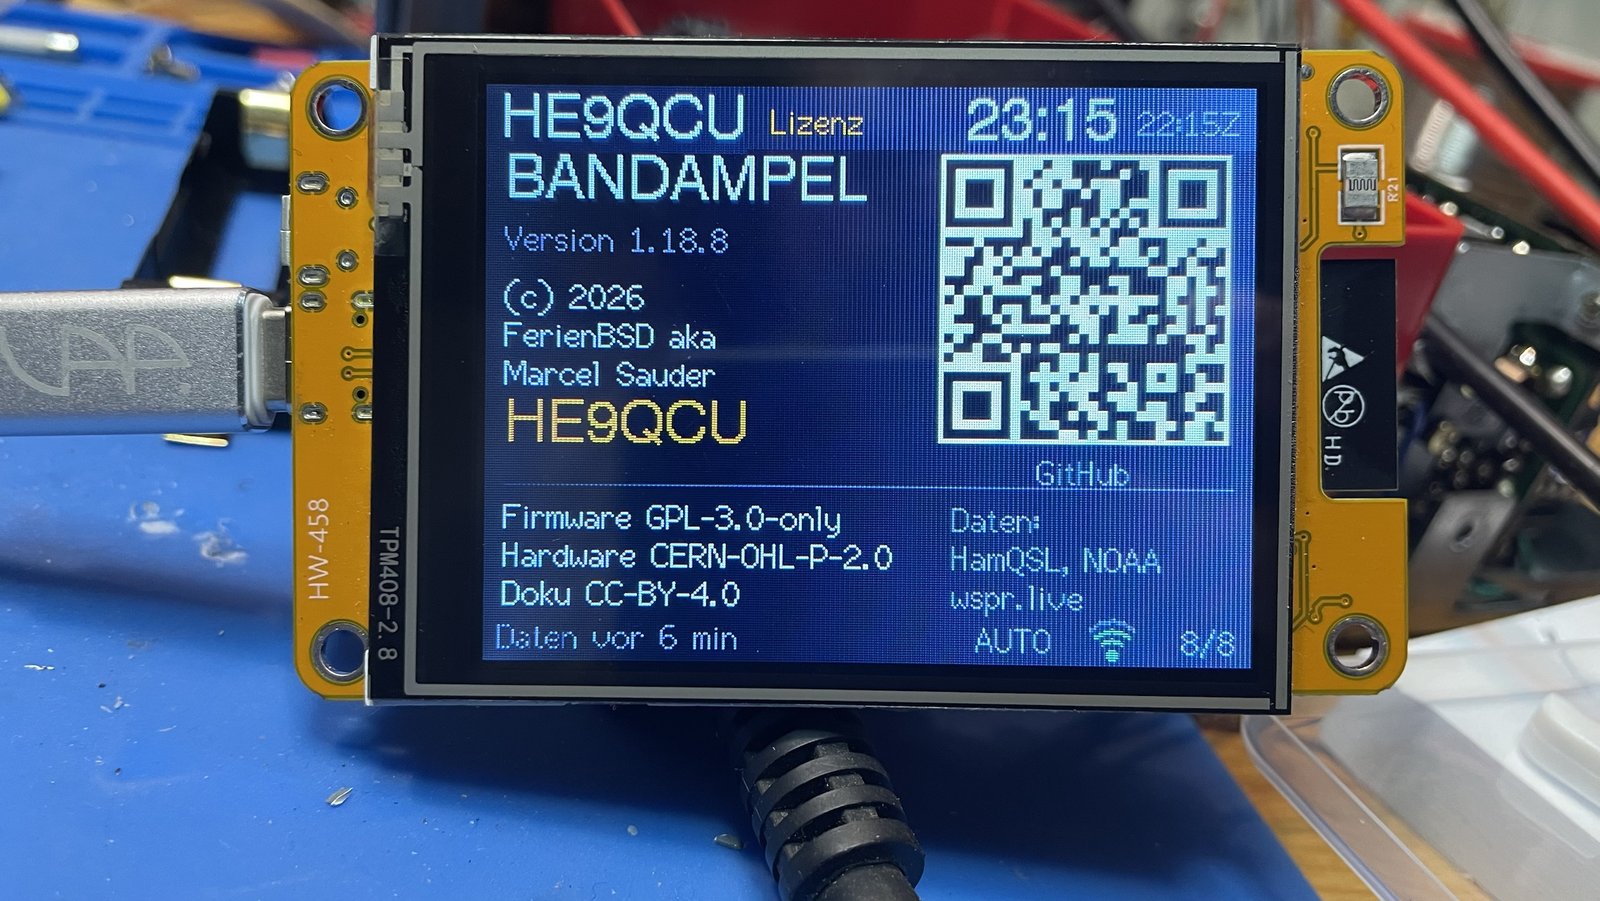 HE9QCU Lizenz 23:15 22:15Z
BANDAMPEL
Version 1.18.8
(c) 2026
FerienBSD aka
Marcel Sauder
HE9QCU
GitHub
Firmware GPL-3.0-only
Hardware CERN-OHL-P-2.0
Doku CC-BY-4.0
Daten vor 6 min
Daten:
HamQSL, NOAA
wspr.live
AUTO 8/8
HW-458
TPM408-2.8
R21
Pb
H.D.